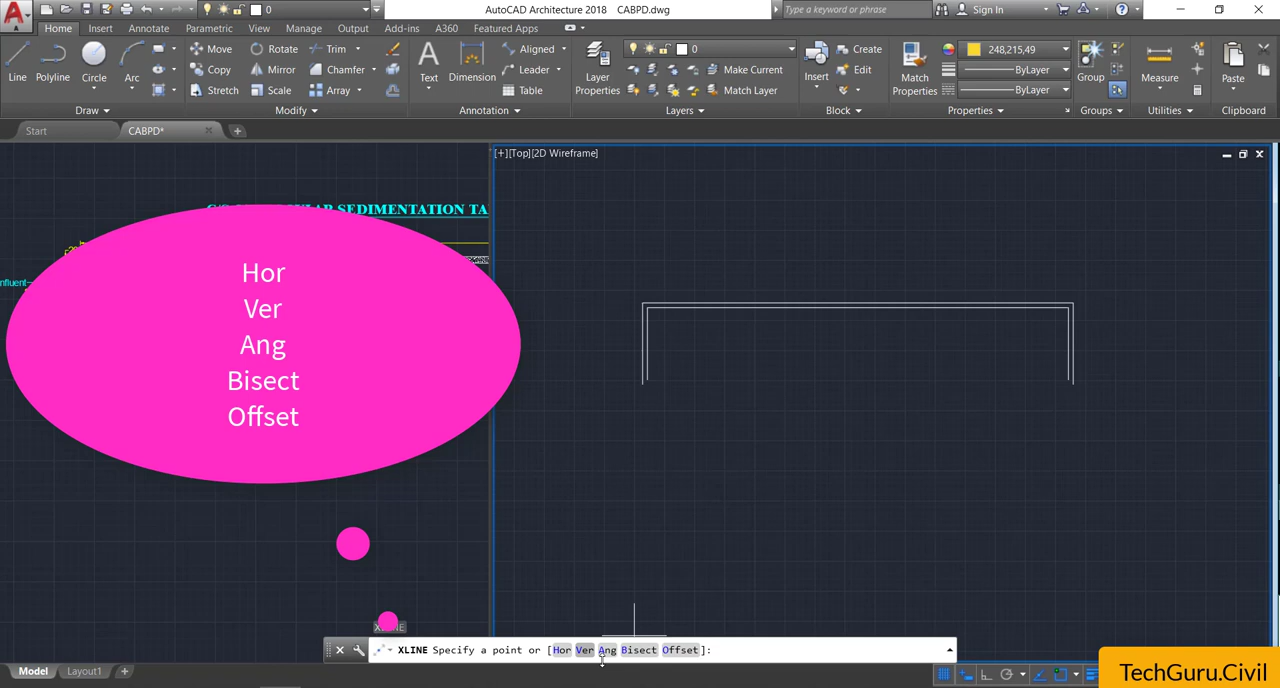 AutoCAD Architecture 2018 CABPD.dwg
Type a keyword or phrase
Sign In
0
Home Insert Annotate Parametric View Manage Output Add-ins A360 Featured Apps
Line Polyline Circle Arc
Move Rotate Trim
Copy Mirror Chamfer
Stretch Scale Array
Text Dimension
Aligned
Leader
Table
Layer
Properties
0
Make Current
Match Layer
Insert
Create
Edit
Match
Properties
248,215,49
ByLayer
ByLayer
Group
Measure
Paste
Draw Modify Annotation Layers Block Properties Groups Utilities Clipboard
Start CABPD*
[+][Top][2D Wireframe]
SEDIMENTATION TA
Hor
Ver
Ang
Bisect
Offset
XLINE Specify a point or [Hor Ver Ang Bisect Offset]:
Model Layout1
TechGuru.Civil